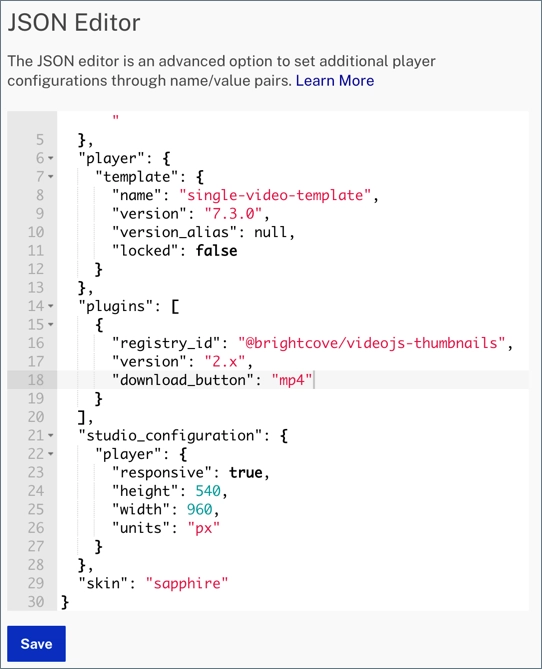 JSON Editor
The JSON editor is an advanced option to set additional player
configurations through name/value pairs. Learn More
"
5 },
6 "player": {
7 "template": {
8 "name": "single-video-template",
9 "version": "7.3.0",
10 "version_alias": null,
11 "locked": false
12 }
13 },
14 "plugins": [
15 {
16 "registry_id": "@brightcove/videojs-thumbnails",
17 "version": "2.x",
18 "download_button": "mp4"
19 }
20 ],
21 "studio_configuration": {
22 "player": {
23 "responsive": true,
24 "height": 540,
25 "width": 960,
26 "units": "px"
27 }
28 },
29 "skin": "sapphire"
30 }
Save